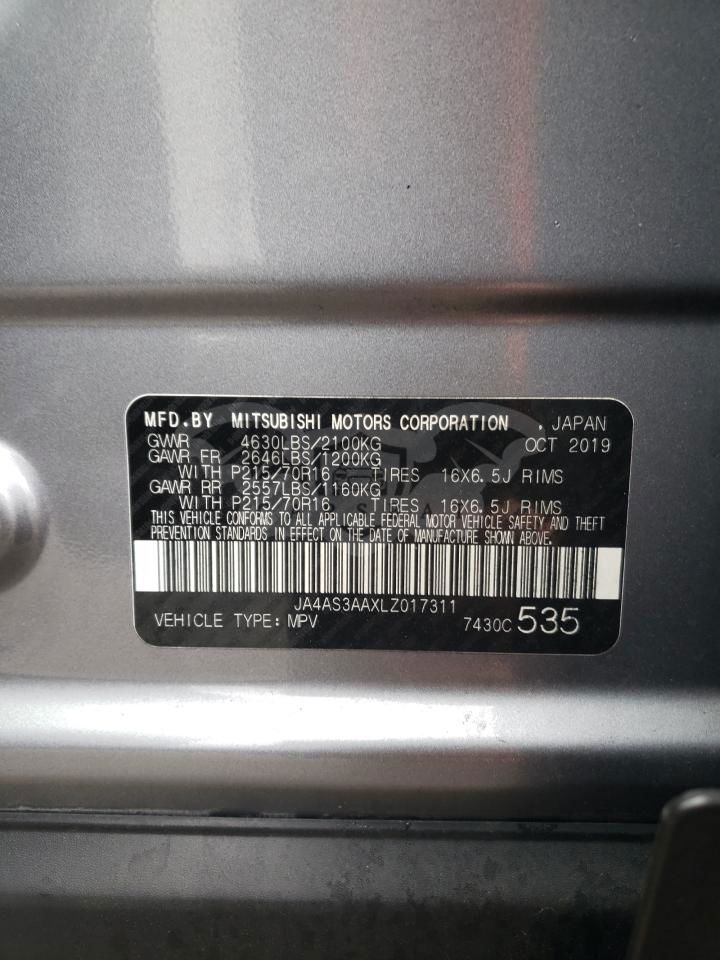 MFD.BY MITSUBISHI MOTORS CORPORATION , JAPAN
GVWR 4630LBS/2100KG OCT 2019
GAWR FR 2646LBS/1200KG
WITH P215/70R16 TIRES 16X6.5J RIMS
GAWR RR 2557LBS/1160KG
WITH P215/70R16 TIRES 16X6.5J RIMS
THIS VEHICLE CONFORMS TO ALL APPLICABLE FEDERAL MOTOR VEHICLE SAFETY AND THEFT
PREVENTION STANDARDS IN EFFECT ON THE DATE OF MANUFACTURE SHOWN ABOVE.
JA4AS3AAXLZ017311
VEHICLE TYPE:MPV 7430C 535